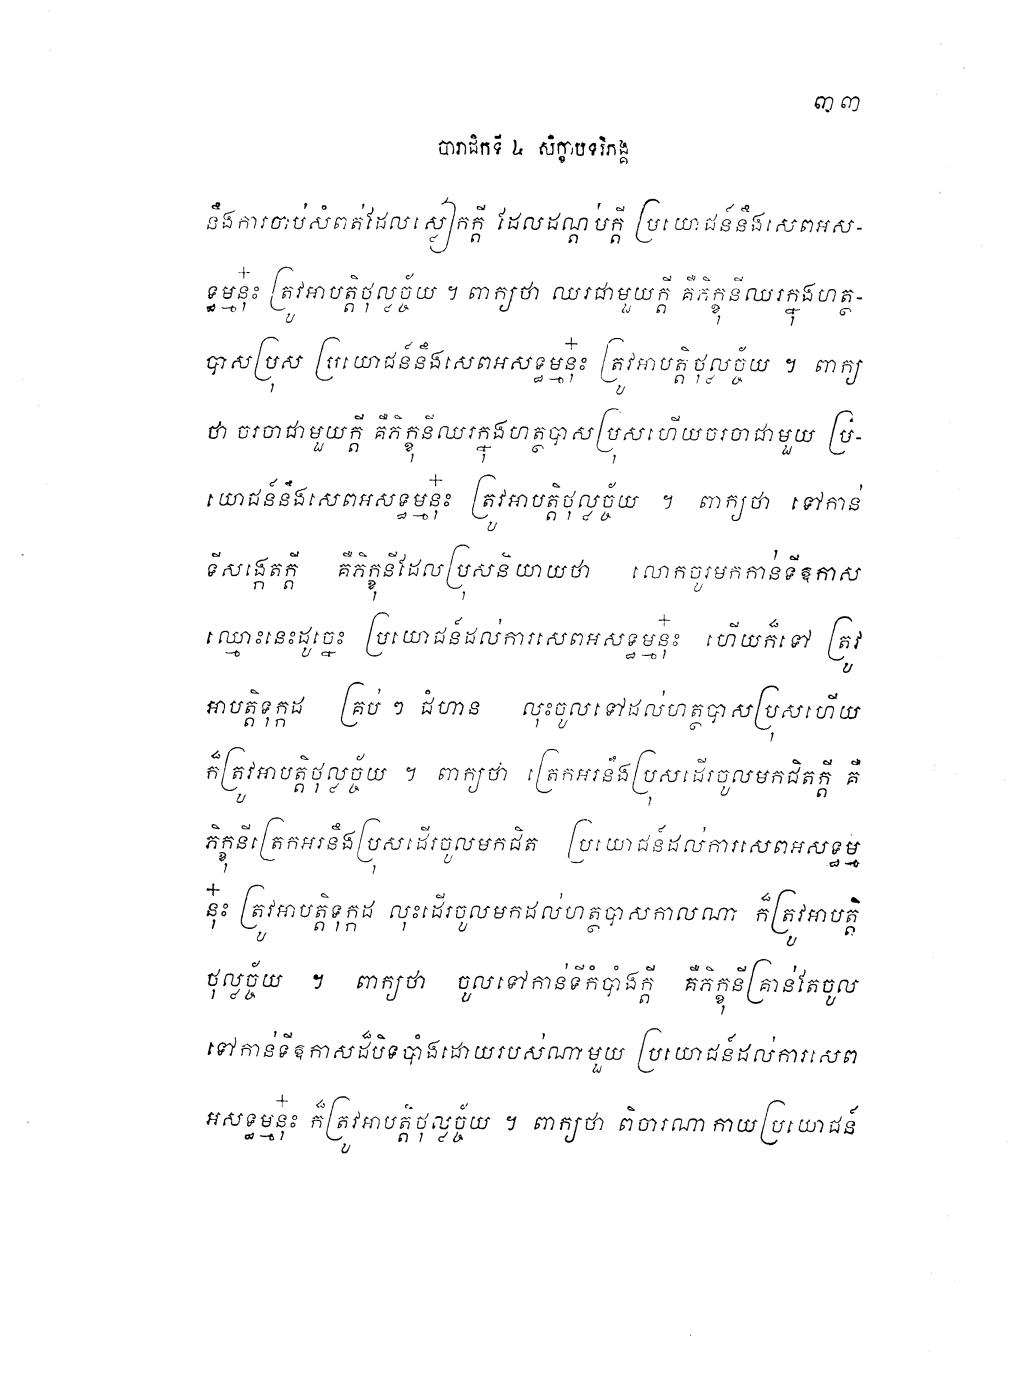 ៣៣
បារាជិកទី ៤ សិក្ខាបទវិភង្គ
នឹងការចាប់សំពត់ដែលស្លៀកក្តី ដែលដណ្តប់ក្តី ប្រយោជន៍នឹងសេពអស-
ទ្ធម្មនុ៎ះ ត្រូវអាបត្តិថុល្លច្ច័យ ។ ពាក្យថា ឈរជាមួយក្តី គឺភិក្ខុនីឈរក្នុងហត្ថ-
បាសប្រុស ប្រយោជន៍នឹងសេពអសទ្ធម្មនុ៎ះ ត្រូវអាបត្តិថុល្លច្ច័យ ។ ពាក្យ
ថា ចរចាជាមួយក្តី គឺភិក្ខុនីឈរក្នុងហត្ថបាសប្រុសហើយចរចាជាមួយ ប្រ-
យោជន៍នឹងសេពអសទ្ធម្មនុ៎ះ ត្រូវអាបត្តិថុល្លច្ច័យ ។ ពាក្យថា ទៅកាន់
ទីសង្កេតក្តី គឺភិក្ខុនីដែលប្រុសនិយាយថា លោកចូរមកកាន់ទីឱកាស
ឈ្មោះនេះដូច្នេះ ប្រយោជន៍ដល់ការសេពអសទ្ធម្មនុ៎ះ ហើយក៏ទៅ ត្រូវ
អាបត្តិទុក្កដ គ្រប់ ៗ ជំហាន លុះចូលទៅដល់ហត្ថបាសប្រុសហើយ
ក៏ត្រូវអាបត្តិថុល្លច្ច័យ ។ ពាក្យថា ត្រេកអរនឹងប្រុសដើរចូលមកជិតក្តី គឺ
ភិក្ខុនីត្រេកអរនឹងប្រុសដើរចូលមកជិត ប្រយោជន៍ដល់ការសេពអសទ្ធម្ម
នុ៎ះ ត្រូវអាបត្តិទុក្កដ លុះដើរចូលមកដល់ហត្ថបាសកាលណា ក៏ត្រូវអាបត្តិ
ថុល្លច្ច័យ ។ ពាក្យថា ចូលទៅកាន់ទីកំបាំងក្តី គឺភិក្ខុនីគ្រាន់តែចូល
ទៅកាន់ទីឱកាសដ៏បិទបាំងដោយរបស់ណាមួយ ប្រយោជន៍ដល់ការសេព
អសទ្ធម្មនុ៎ះ ក៏ត្រូវអាបត្តិថុល្លច្ច័យ ។ ពាក្យថា ពិចារណាកាយប្រយោជន៍